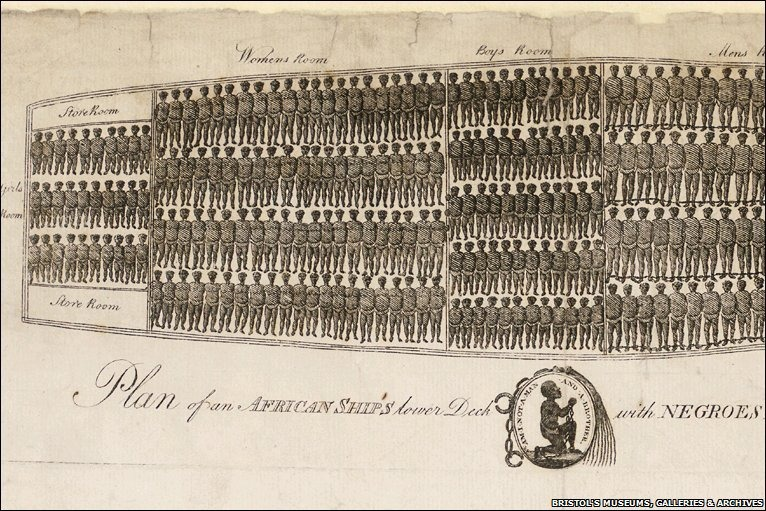 Womens Room
Boys Room
Mens
Store Room
Room
Store Room
Plan of an AFRICAN SHIPS lower Deck
AM I NOT A MAN AND A BROTHER
with NEGROES
BRISTOL'S MUSEUMS, GALLERIES & ARCHIVES